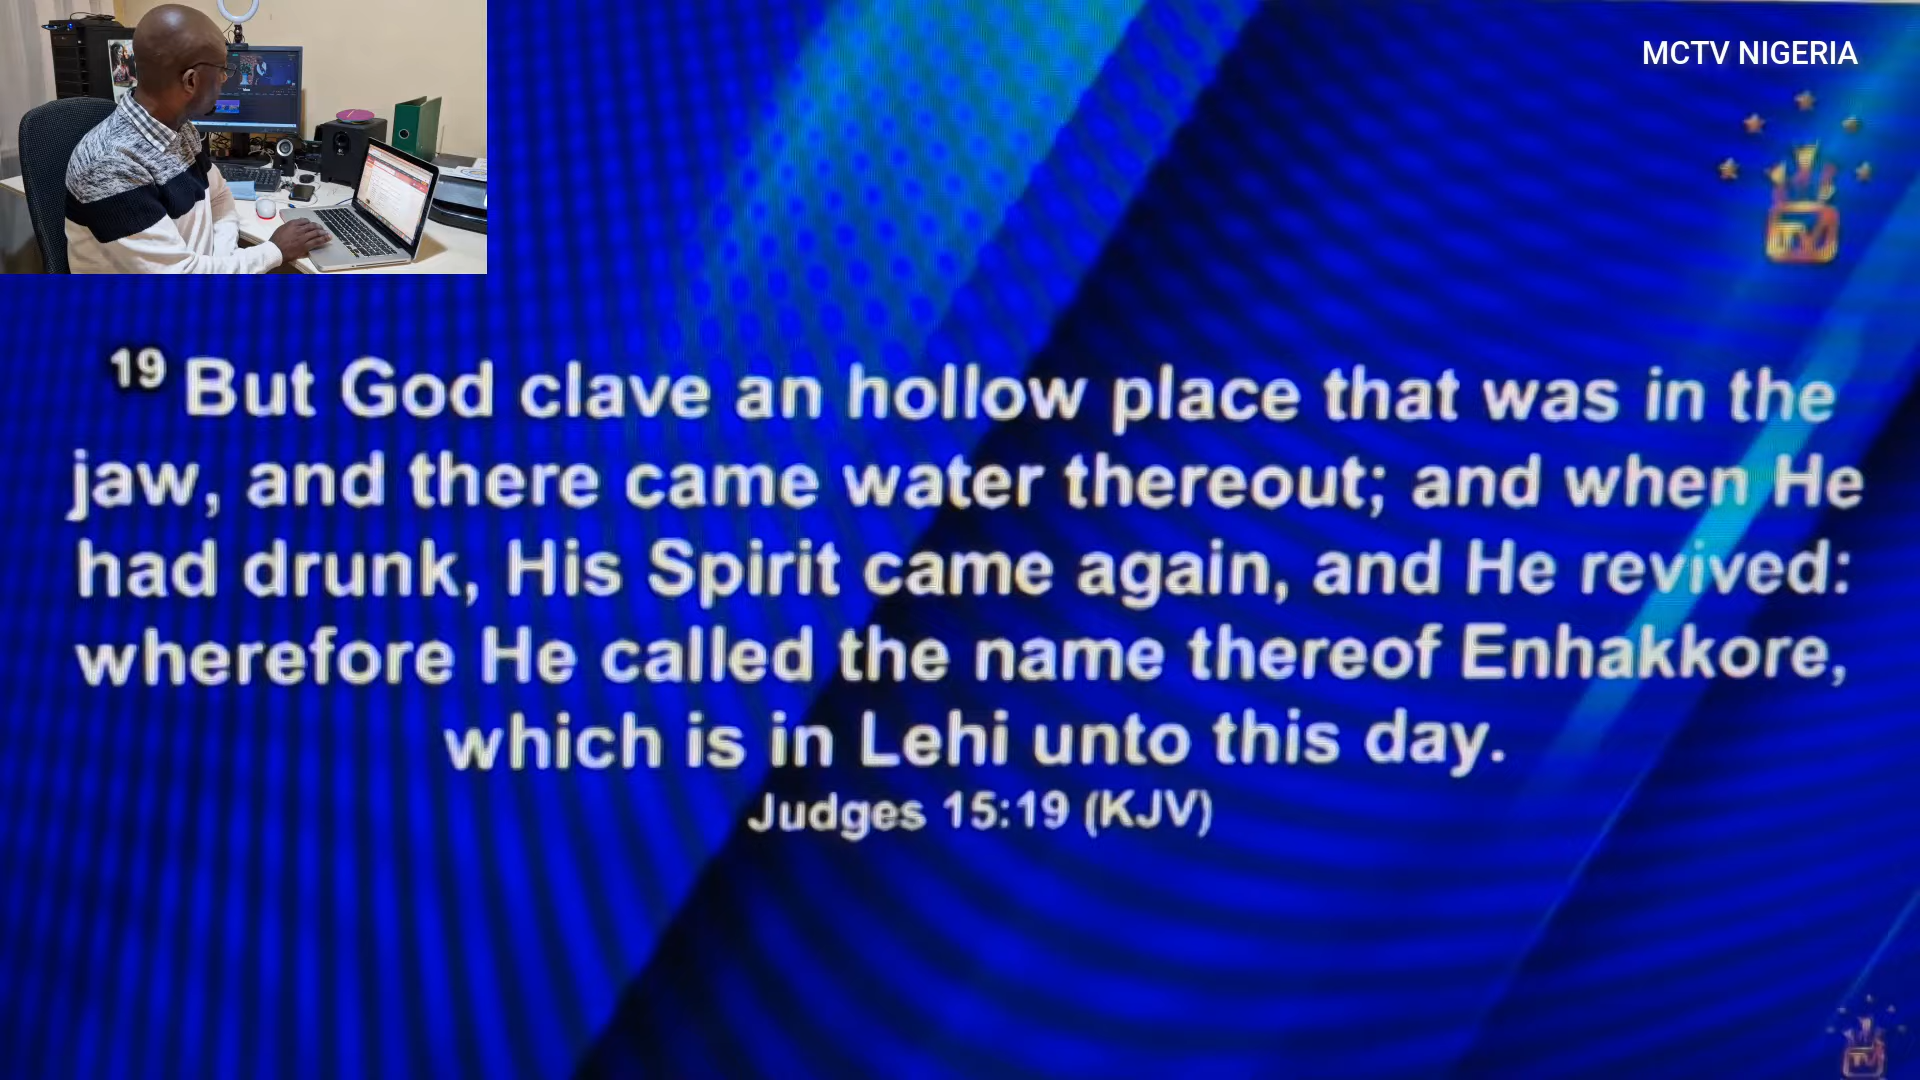 MCTV NIGERIA
TV
19 But God clave an hollow place that was in the
jaw, and there came water thereout; and when He
had drunk, His Spirit came again, and He revived:
wherefore He called the name thereof Enhakkore,
which is in Lehi unto this day.
Judges 15:19 (KJV)
TV